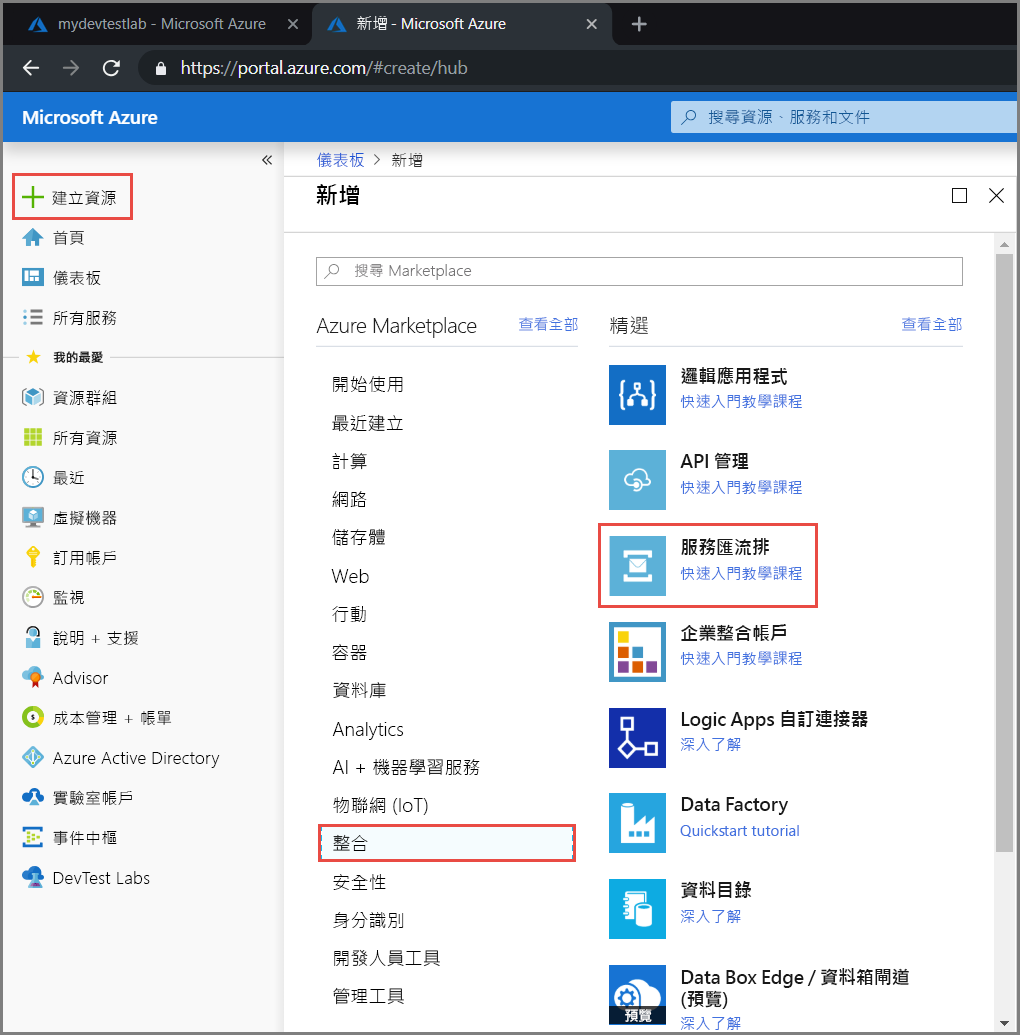 mydevtestlab - Microsoft Azure
新增 - Microsoft Azure
https://portal.azure.com/#create/hub
Microsoft Azure
搜尋資源、服務和文件
建立資源
首頁
儀表板
所有服務
我的最愛
資源群組
所有資源
最近
虛擬機器
訂用帳戶
監視
說明 + 支援
Advisor
成本管理 + 帳單
Azure Active Directory
實驗室帳戶
事件中樞
DevTest Labs
儀表板 > 新增
新增
搜尋 Marketplace
Azure Marketplace 查看全部
開始使用
最近建立
計算
網路
儲存體
Web
行動
容器
資料庫
Analytics
AI + 機器學習服務
物聯網 (IoT)
整合
安全性
身分識別
開發人員工具
管理工具
精選 查看全部
邏輯應用程式
快速入門教學課程
API 管理
快速入門教學課程
服務匯流排
快速入門教學課程
企業整合帳戶
快速入門教學課程
Logic Apps 自訂連接器
深入了解
Data Factory
Quickstart tutorial
資料目錄
深入了解
Data Box Edge / 資料箱閘道
(預覽)
預覽
深入了解